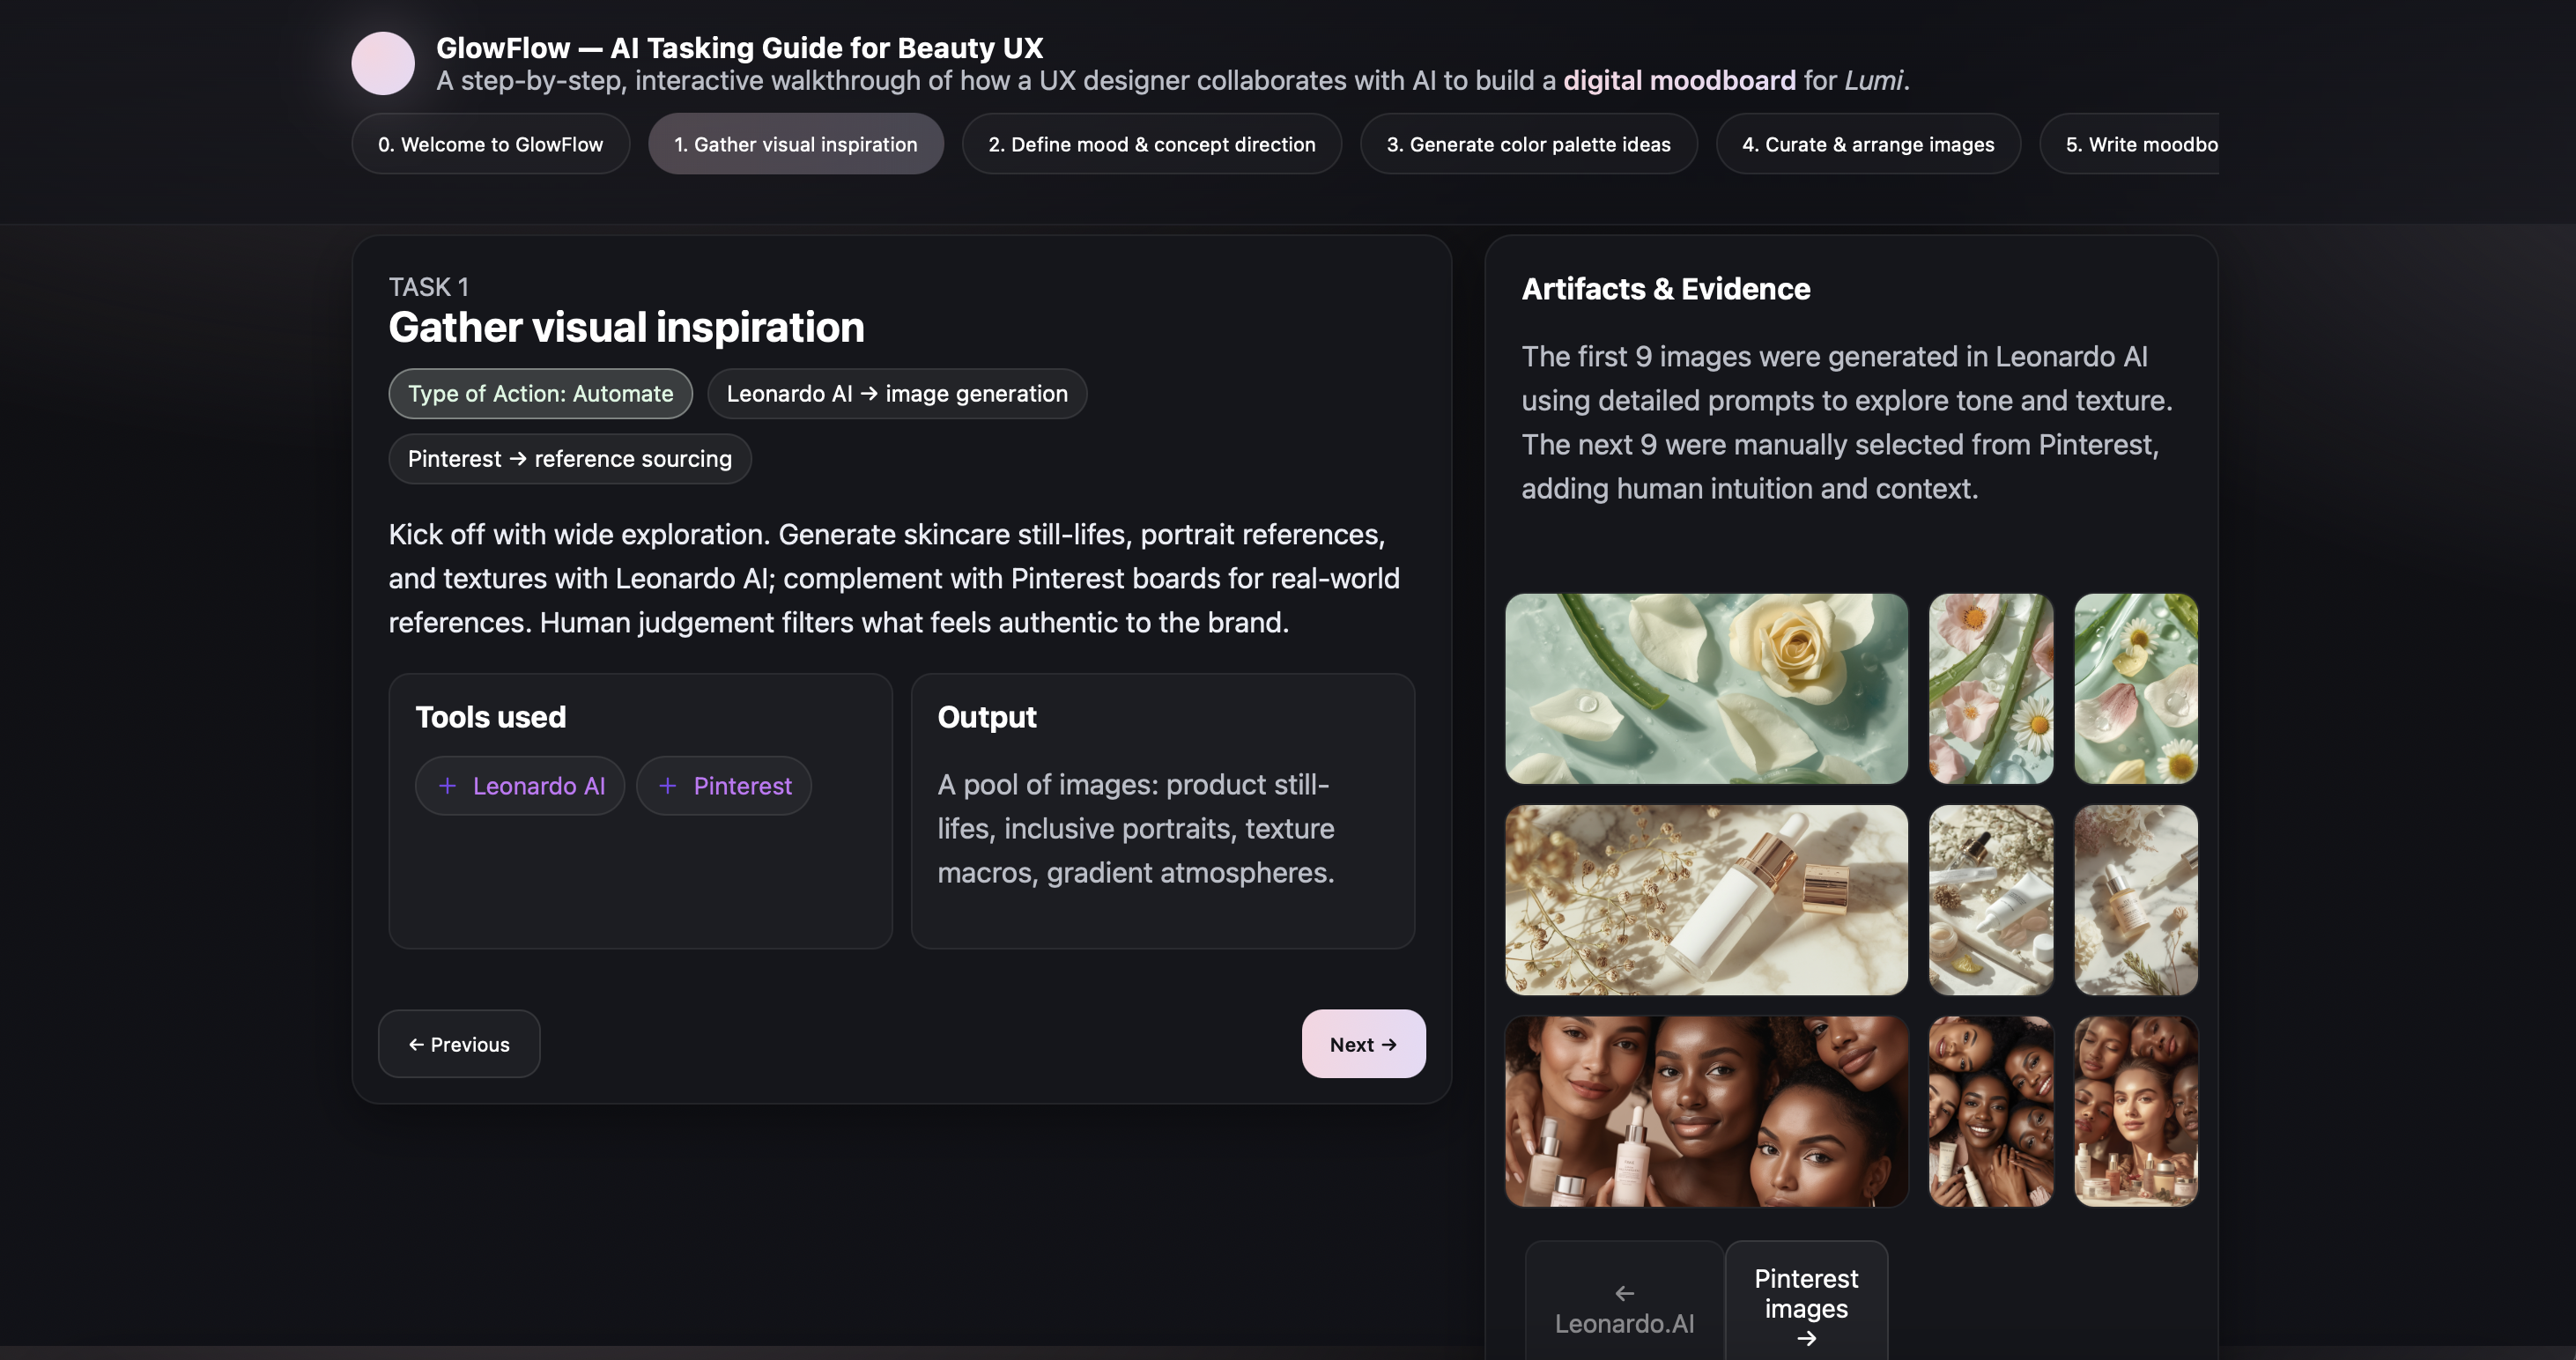 GlowFlow — AI Tasking Guide for Beauty UX
A step-by-step, interactive walkthrough of how a UX designer collaborates with AI to build a digital moodboard for Lumi.
0. Welcome to GlowFlow
1. Gather visual inspiration
2. Define mood & concept direction
3. Generate color palette ideas
4. Curate & arrange images
5. Write moodbo
TASK 1
Gather visual inspiration
Type of Action: Automate
Leonardo AI → image generation
Pinterest → reference sourcing
Kick off with wide exploration. Generate skincare still-lifes, portrait references,
and textures with Leonardo AI; complement with Pinterest boards for real-world
references. Human judgement filters what feels authentic to the brand.
Tools used
+ Leonardo AI
+ Pinterest
Output
A pool of images: product still-
lifes, inclusive portraits, texture
macros, gradient atmospheres.
← Previous
Next →
Artifacts & Evidence
The first 9 images were generated in Leonardo AI
using detailed prompts to explore tone and texture.
The next 9 were manually selected from Pinterest,
adding human intuition and context.
←
Leonardo.AI
Pinterest
images
→